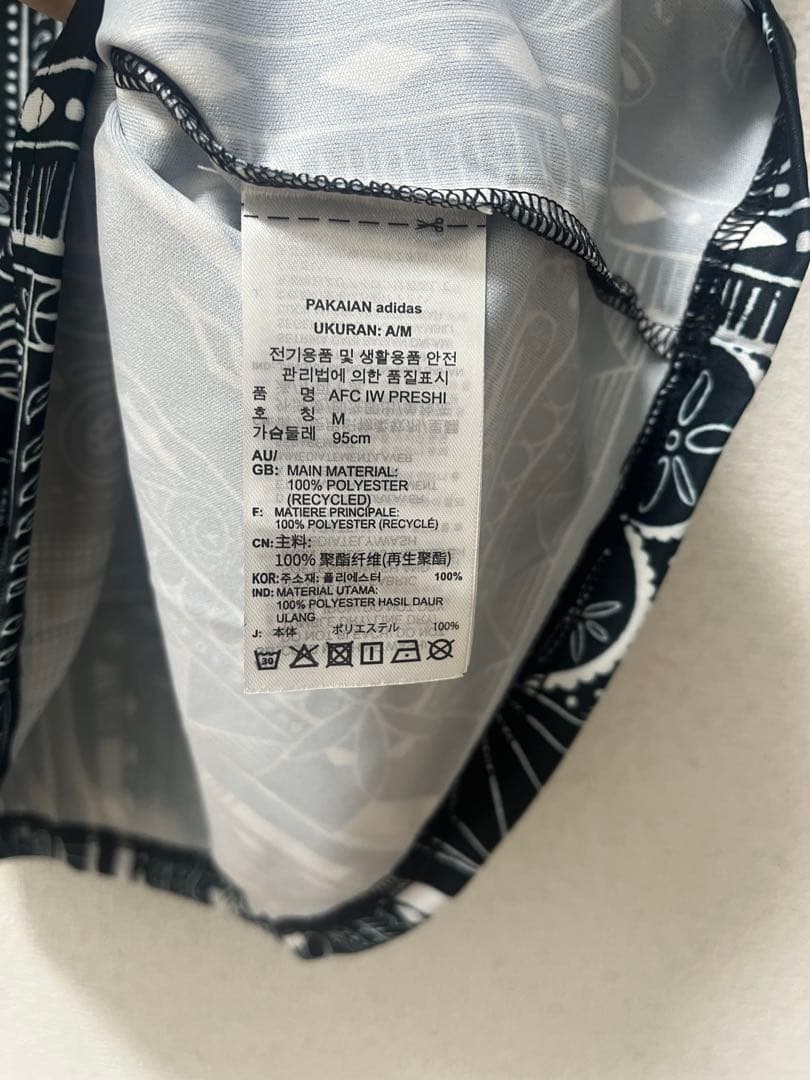 PAKAIAN adidas
UKURAN: A/M
전기용품 및 생활용품 안전
관리법에 의한 품질표시
품 명 AFC IW PRESHI
호 칭 M
가슴둘레 95cm
AU/
GB: MAIN MATERIAL:
100% POLYESTER
(RECYCLED)
F: MATIERE PRINCIPALE:
100% POLYESTER (RECYCLÉ)
CN:主料:
100% 聚酯纤维(再生聚酯)
KOR:주소재: 폴리에스터 100%
IND: MATERIAL UTAMA:
100% POLYESTER HASIL DAUR
ULANG
J: 本体 ポリエステル 100%
30